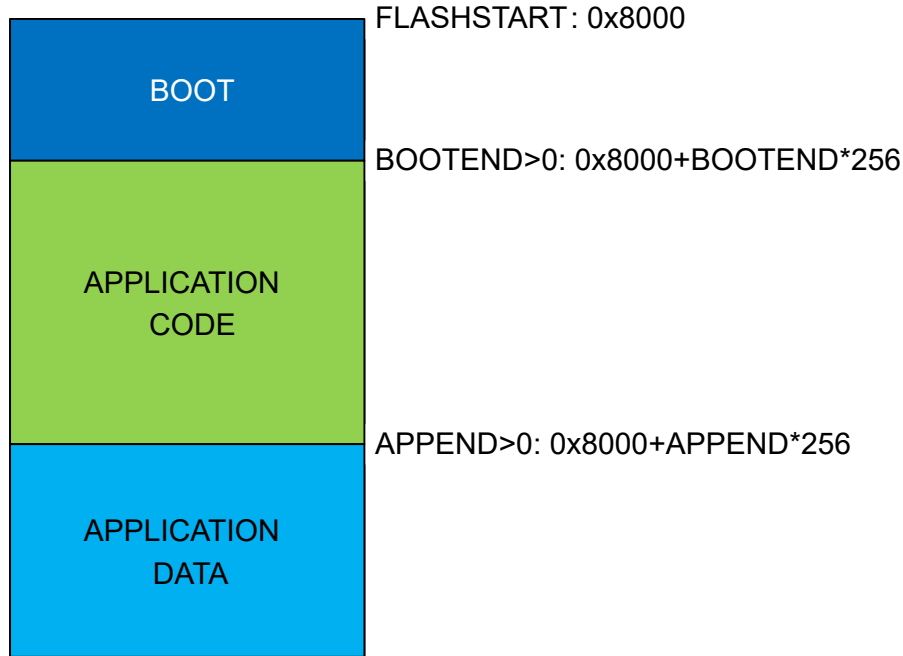 FLASHSTART: 0x8000
BOOT
BOOTEND>0: 0x8000+BOOTEND*256
APPLICATION
CODE
APPEND>0: 0x8000+APPEND*256
APPLICATION
DATA